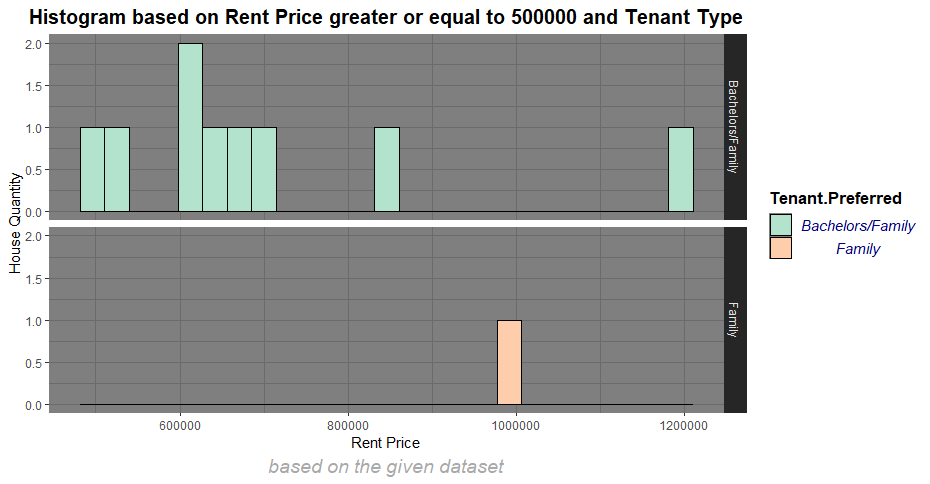 Histogram based on Rent Price greater or equal to 500000 and Tenant Type
House Quantity
2.0
1.5
1.0
0.5
0.0
Bachelors/Family
2.0
1.5
1.0
0.5
0.0
Family
600000 800000 1000000 1200000
Rent Price
based on the given dataset
Tenant.Preferred
Bachelors/Family
Family